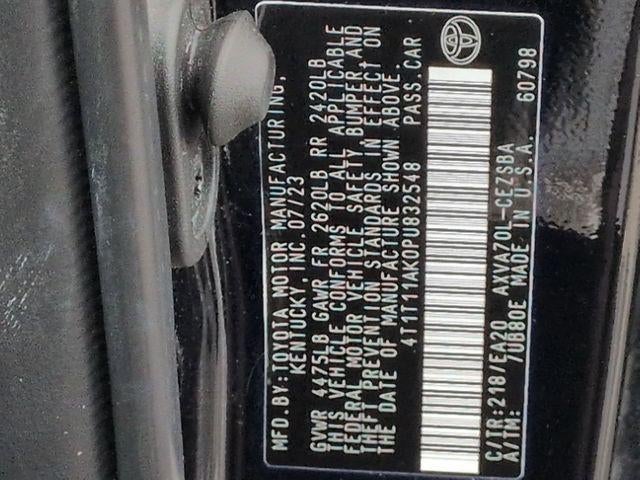 MFD.BY:TOYOTA MOTOR MANUFACTURING,
KENTUCKY, INC. 07/23
GVWR 4475LB GAWR FR 2620LB RR 2420LB
THIS VEHICLE CONFORMS TO ALL APPLICABLE
FEDERAL MOTOR VEHICLE SAFETY, BUMPER, AND
THEFT PREVENTION STANDARDS IN EFFECT ON
THE DATE OF MANUFACTURE SHOWN ABOVE.
4T1T11AK0PU832548 PASS.CAR
C/TR:218/EA20 AXVA70L-CEZSBA
A/TM: 7UB80E MADE IN U.S.A. 60798